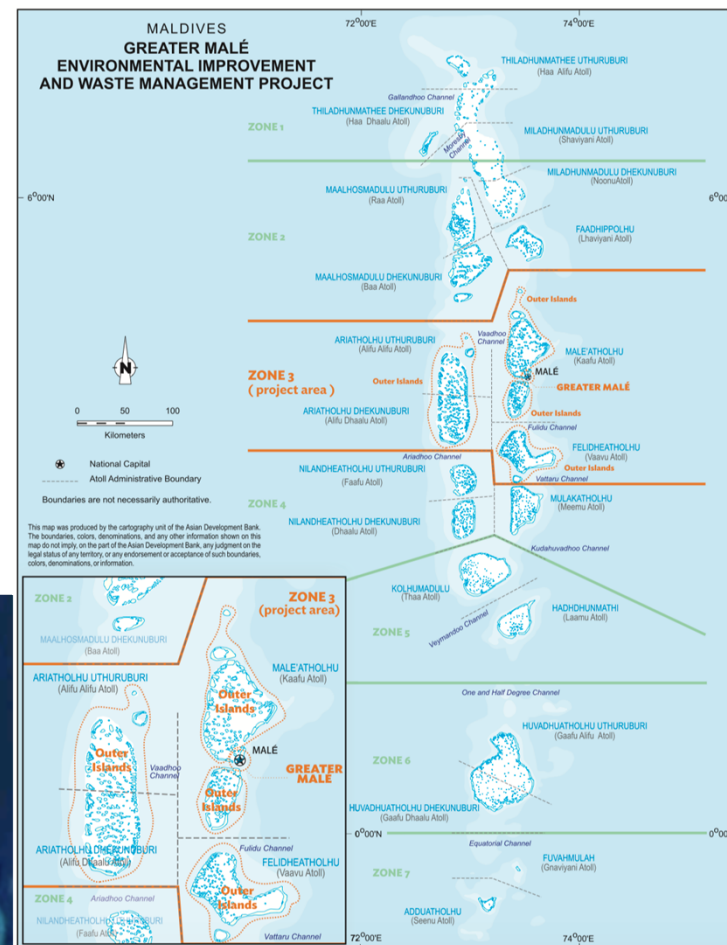 MALDIVES
GREATER MALÉ
ENVIRONMENTAL IMPROVEMENT
AND WASTE MANAGEMENT PROJECT
72°00'E
74°00'E
THILADHUNMATHEE UTHURUBURI
(Haa Alifu Atoll)
Gallandhoo Channel
THILADHUNMATHEE DHEKUNUBURI
(Haa Dhaalu Atoll)
ZONE 1
Moresby
Channel
MILADHUNMADULU UTHURUBURI
(Shaviyani Atoll)
MILADHUNMADULU DHEKUNUBURI
(NoonuAtoll)
MAALHOSMADULU UTHURUBURI
(Raa Atoll)
6°00'N
6°00'
ZONE 2
FAADHIPPOLHU
(Lhaviyani Atoll)
MAALHOSMADULU DHEKUNUBURI
(Baa Atoll)
Outer Islands
Vaadhoo
Channel
ARIATHOLHU UTHURUBURI
(Alifu Alifu Atoll)
MALE'ATHOLHU
(Kaafu Atoll)
MALÉ
ZONE 3
( project area )
Outer Islands
GREATER MALÉ
ARIATHOLHU DHEKUNUBURI
(Alifu Dhaalu Atoll)
Outer Islands
Fulidu Channel
FELIDHEATHOLHU
(Vaavu Atoll)
Ariadhoo Channel
Outer Islands
NILANDHEATHOLHU UTHURUBURI
(Faafu Atoll)
Vattaru Channel
ZONE 4
MULAKATHOLHU
(Meemu Atoll)
NILANDHEATHOLHU DHEKUNUBURI
(Dhaalu Atoll)
Kudahuvadhoo Channel
KOLHUMADULU
(Thaa Atoll)
Veymandoo Channel
HADHDHUNMATHI
(Laamu Atoll)
ZONE 5
One and Half Degree Channel
HUVADHUATHOLHU UTHURUBURI
(Gaafu Alifu Atoll)
ZONE 6
HUVADHUATHOLHU DHEKUNUBURI
(Gaafu Dhaalu Atoll)
0°00'N
0°00'
Equatorial Channel
FUVAHMULAH
(Gnaviyani Atoll)
ZONE 7
ADDUATHOLHU
(Seenu Atoll)
72°00'E
74°00'E
N
0 50 100
Kilometers
National Capital
Atoll Administrative Boundary
Boundaries are not necessarily authoritative.
This map was produced by the cartography unit of the Asian Development Bank.
The boundaries, colors, denominations, and any other information shown on this
map do not imply, on the part of the Asian Development Bank, any judgment on the
legal status of any territory, or any endorsement or acceptance of such boundaries,
colors, denominations, or information.
ZONE 2
ZONE 3
(project area)
MAALHOSMADULU DHEKUNUBURI
(Baa Atoll)
ARIATHOLHU UTHURUBURI
(Alifu Alifu Atoll)
MALE'ATHOLHU
(Kaafu Atoll)
Outer
Islands
Outer
Islands
Vaadhoo
Channel
MALÉ
GREATER
MALÉ
Outer
Islands
ARIATHOLHU DHEKUNUBURI
(Alifu Dhaalu Atoll)
Fulidu Channel
FELIDHEATHOLHU
(Vaavu Atoll)
ZONE 4
Ariadhoo Channel
Outer
Islands
NILANDHEATHOLHU UTHURUBURI
(Faafu Atoll)
Vattaru Channel